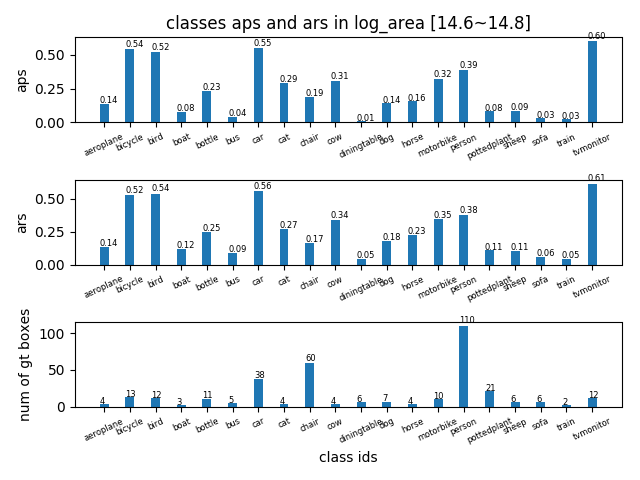 classes aps and ars in log_area [14.6~14.8]
aps
0.50
0.25
0.00
0.14 0.54 0.52 0.08 0.23 0.04 0.55 0.29 0.19 0.31 0.01 0.14 0.16 0.32 0.39 0.08 0.09 0.03 0.03 0.60
aeroplane bicycle bird boat bottle bus car cat chair cow diningtable dog horse motorbike person pottedplant sheep sofa train tvmonitor
ars
0.50
0.25
0.00
0.14 0.52 0.54 0.12 0.25 0.09 0.56 0.27 0.17 0.34 0.05 0.18 0.23 0.35 0.38 0.11 0.11 0.06 0.05 0.61
aeroplane bicycle bird boat bottle bus car cat chair cow diningtable dog horse motorbike person pottedplant sheep sofa train tvmonitor
num of gt boxes
100
50
0
4 13 12 3 11 5 38 4 60 4 6 7 4 10 110 21 6 6 2 12
aeroplane bicycle bird boat bottle bus car cat chair cow diningtable dog horse motorbike person pottedplant sheep sofa train tvmonitor
class ids